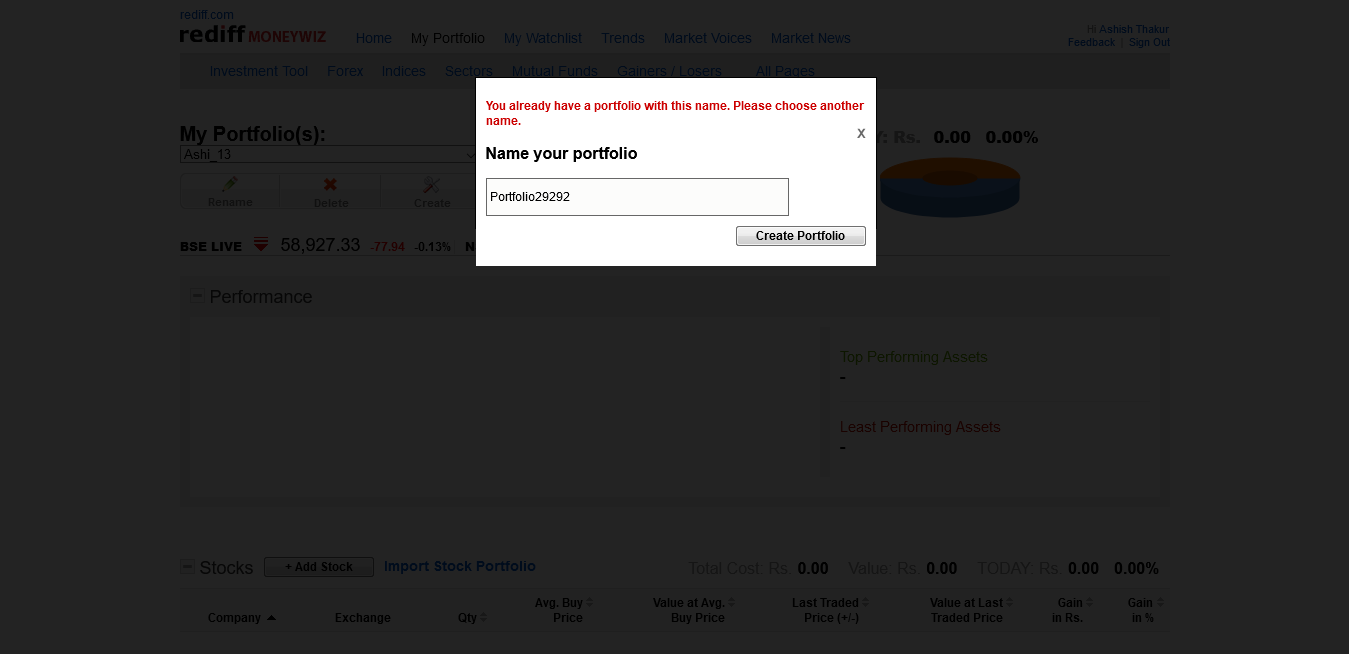 rediff.com
rediff MONEYWIZ
Home My Portfolio My Watchlist Trends Market Voices Market News
Hi Ashish Thakur
Feedback | Sign Out
Investment Tool Forex Indices Sectors Mutual Funds Gainers / Losers All Pages
You already have a portfolio with this name. Please choose another
name.
X
Name your portfolio
Portfolio29292
Create Portfolio
My Portfolio(s):
Ashi_13
Rename Delete Create
: Rs. 0.00 0.00%
BSE LIVE 58,927.33 -77.94 -0.13% N
Performance
Top Performing Assets
-
Least Performing Assets
-
Stocks + Add Stock Import Stock Portfolio Total Cost: Rs. 0.00 Value: Rs. 0.00 TODAY: Rs. 0.00 0.00%
Company Exchange Qty Avg. Buy Price Value at Avg. Buy Price Last Traded Price (+/-) Value at Last Traded Price Gain in Rs. Gain in %